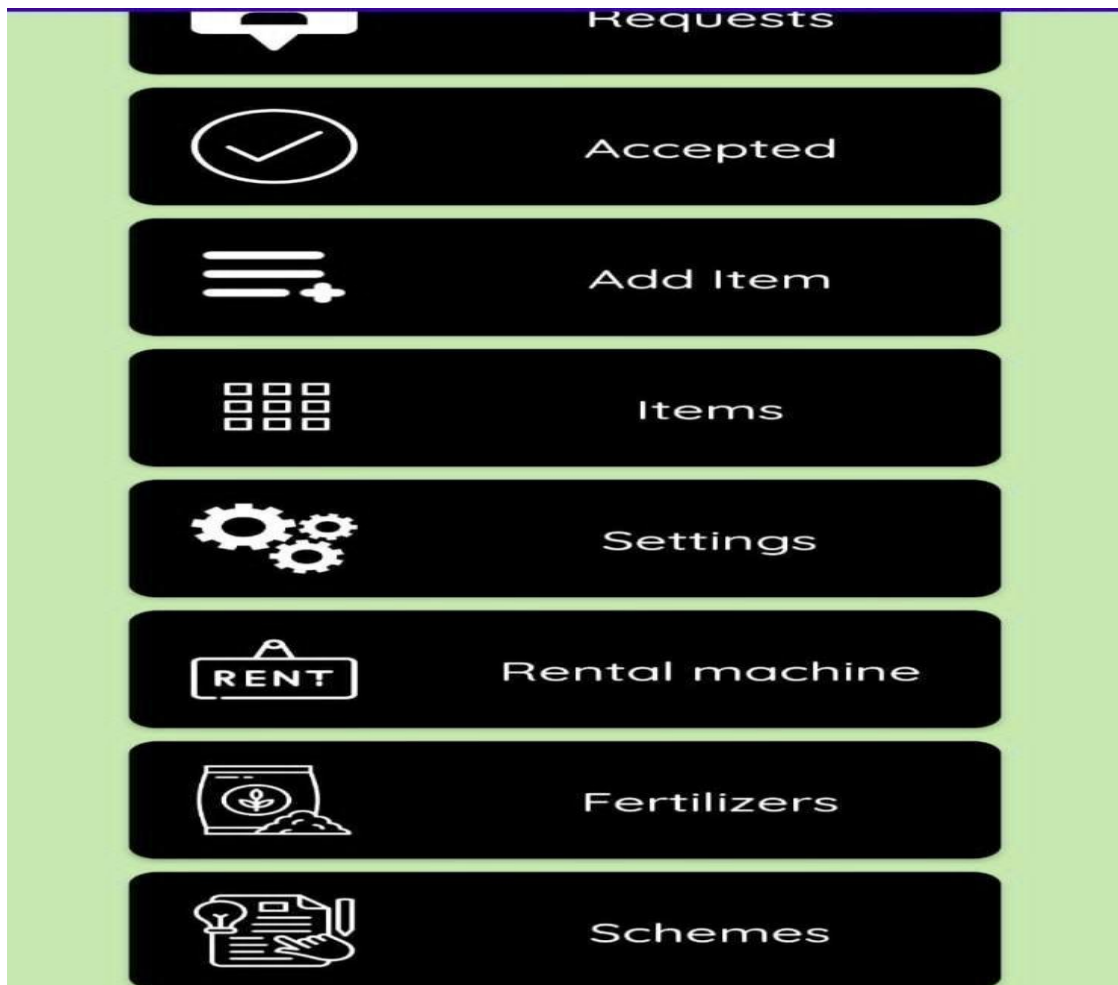 Requests
Accepted
Add Item
Items
Settings
RENT
Rental machine
Fertilizers
Schemes